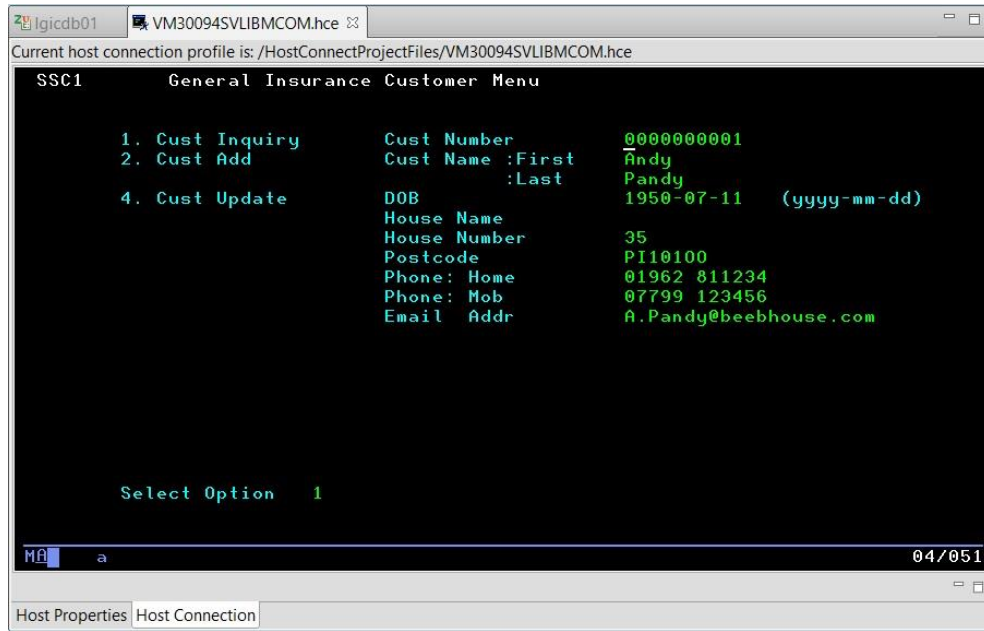 lgicdb01 VM30094SVLIBMCOM.hce
Current host connection profile is: /HostConnectProjectFiles/VM30094SVLIBMCOM.hce
SSC1 General Insurance Customer Menu
1. Cust Inquiry Cust Number 0000000001
2. Cust Add Cust Name :First Andy
:Last Pandy
4. Cust Update DOB 1950-07-11 (yyyy-mm-dd)
House Name
House Number 35
Postcode PI101OO
Phone: Home 01962 811234
Phone: Mob 07799 123456
Email Addr A.Pandy@beebhouse.com
Select Option 1
MA a 04/051
Host Properties Host Connection